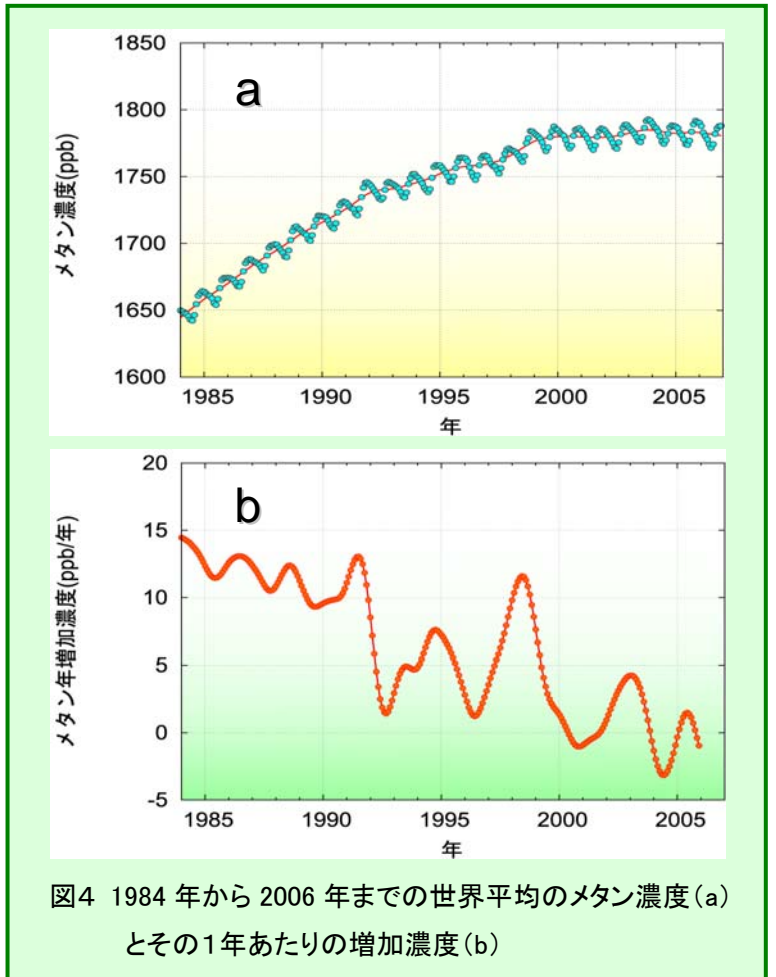 a
1850
1800
1750
1700
1650
1600
メタン濃度(ppb)
1985 1990 1995 2000 2005
年
b
20
15
10
5
0
-5
メタン年増加濃度(ppb/年)
1985 1990 1995 2000 2005
年
図4 1984 年から 2006 年までの世界平均のメタン濃度(a)
とその1年あたりの増加濃度(b)